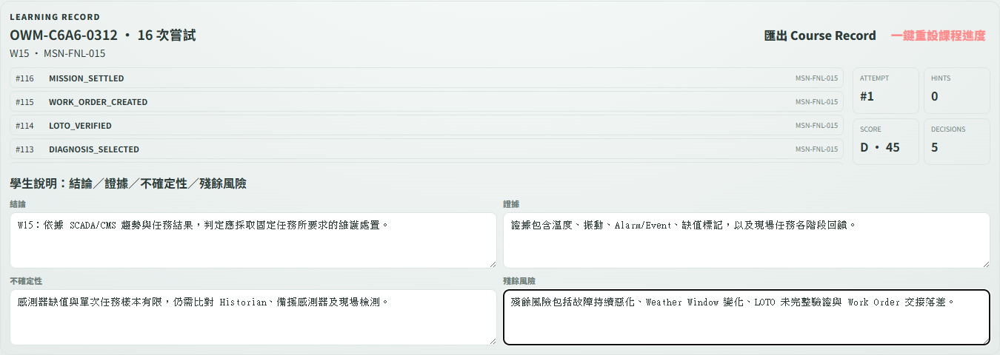 LEARNING RECORD
OWM-C6A6-0312 · 16 次嘗試
匯出 Course Record
一鍵重設課程進度
W15 · MSN-FNL-015
#116 MISSION_SETTLED MSN-FNL-015
#115 WORK_ORDER_CREATED MSN-FNL-015
#114 LOTO_VERIFIED MSN-FNL-015
#113 DIAGNOSIS_SELECTED MSN-FNL-015
ATTEMPT
#1
HINTS
0
SCORE
D · 45
DECISIONS
5
學生說明：結論／證據／不確定性／殘餘風險
結論
W15：依據 SCADA/CMS 趨勢與任務結果，判定應採取固定任務所要求的維護處置。
證據
證據包含溫度、振動、Alarm/Event、缺值標記，以及現場任務各階段回饋。
不確定性
感測器缺值與單次任務樣本有限，仍需比對 Historian、備援感測器及現場檢測。
殘餘風險
殘餘風險包括故障持續惡化、Weather Window 變化、LOTO 未完整驗證與 Work Order 交接落差。